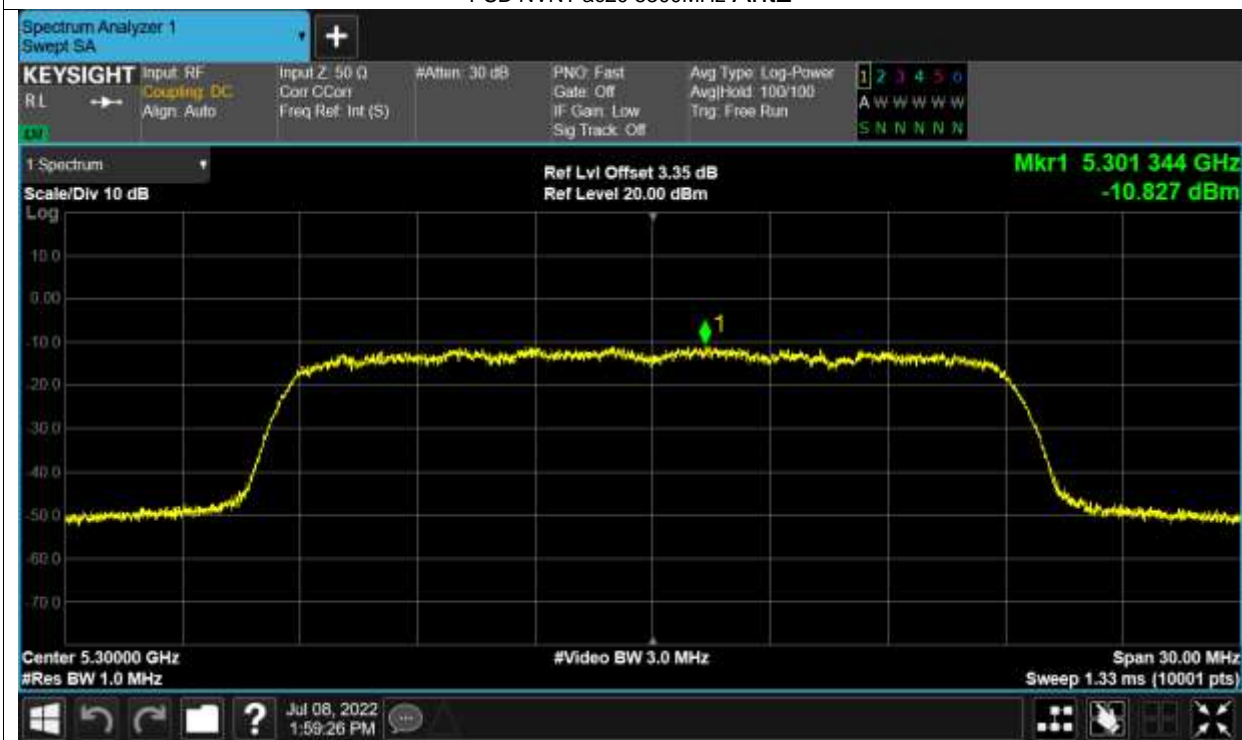 Spectrum Analyzer 1
Swept SA
+
KEYSIGHT
RL
Input: RF
Coupling: DC
Align: Auto
Input Z: 50 Ω
Corr CCorr
Freq Ref: Int (S)
#Atten: 30 dB
PNO: Fast
Gate: Off
IF Gain: Low
Sig Track: Off
Avg Type: Log-Power
Avg|Hold: 100/100
Trig: Free Run
1 2 3 4 5 6
A W W W W W
S N N N N N
1 Spectrum
Scale/Div 10 dB
Log
Ref Lvl Offset 3.35 dB
Ref Level 20.00 dBm
Mkr1 5.301 344 GHz
-10.827 dBm
10.0
0.00
-10.0
-20.0
-30.0
-40.0
-50.0
-60.0
-70.0
1
Center 5.30000 GHz
#Res BW 1.0 MHz
#Video BW 3.0 MHz
Span 30.00 MHz
Sweep 1.33 ms (10001 pts)
?
Jul 08, 2022
1:59:26 PM